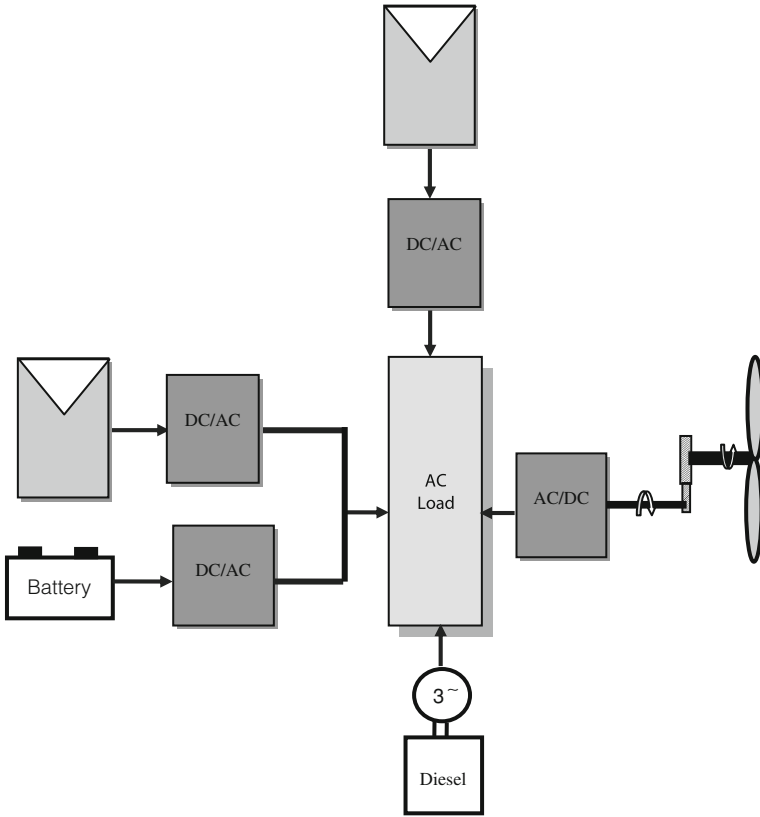 DC/AC
DC/AC
AC
Load
AC/DC
DC/AC
Battery
3~
Diesel